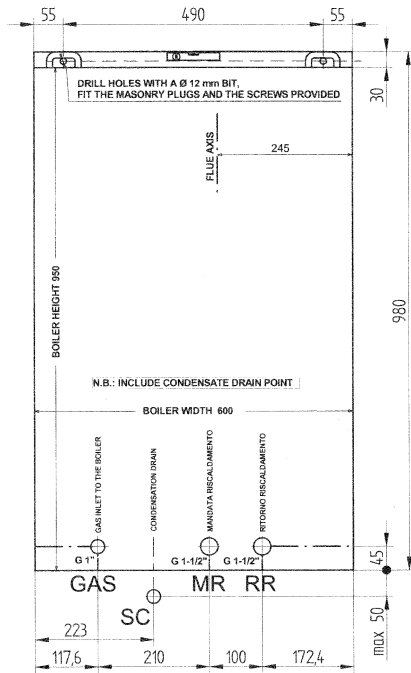 55 490 55
DRILL HOLES WITH A Ø 12 mm BIT,
FIT THE MASONRY PLUGS AND THE SCREWS PROVIDED
30
FLUE AXIS
245
BOILER HEIGHT 950
980
N.B.: INCLUDE CONDENSATE DRAIN POINT
BOILER WIDTH 600
GAS INLET TO THE BOILER
CONDENSATION DRAIN
MANDATA RISCALDAMENTO
RITORNO RISCALDAMENTO
G 1" G 1-1/2" G 1-1/2"
GAS MR RR
45
SC
max 50
223
117,6 210 100 172,4